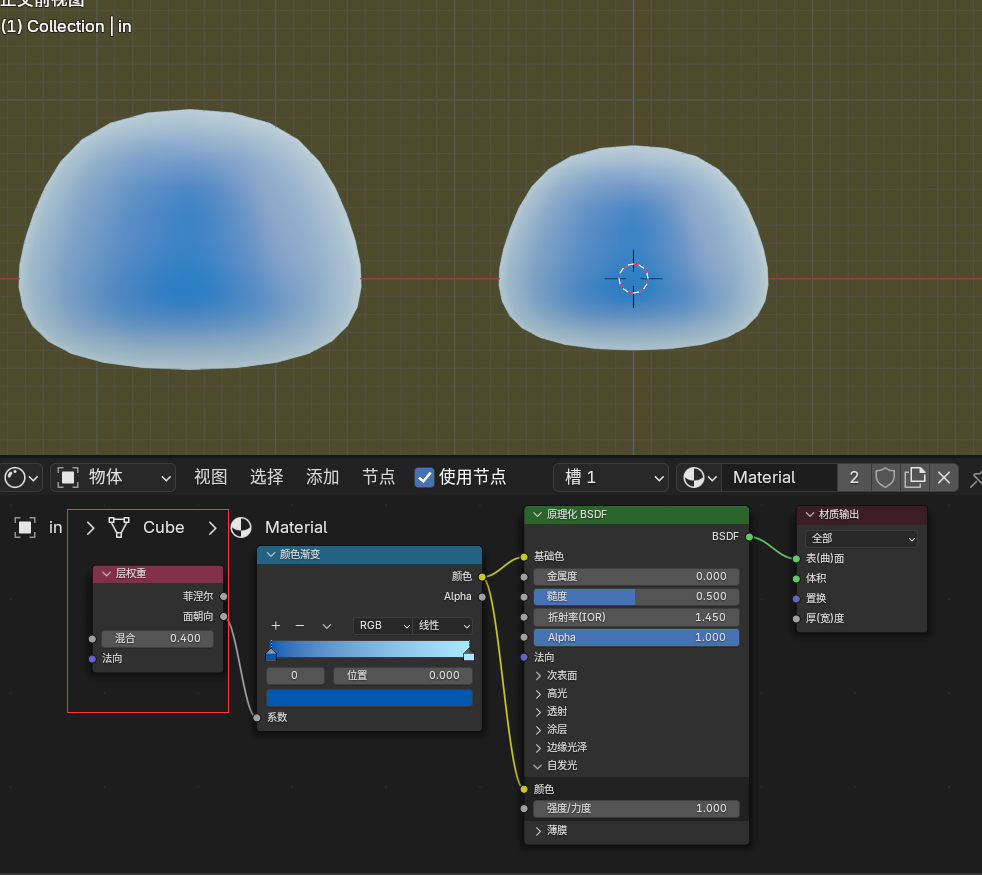 正交前视图
(1) Collection | in
物体 视图 选择 添加 节点 使用节点 槽 1 Material 2
in > Cube > Material
层权重
菲涅尔
面朝向
混合 0.400
法向
颜色渐变
颜色
Alpha
+ − RGB 线性
0 位置 0.000
系数
原理化 BSDF
BSDF
基础色
金属度 0.000
糙度 0.500
折射率(IOR) 1.450
Alpha 1.000
法向
次表面
高光
透射
涂层
边缘光泽
自发光
颜色
强度/力度 1.000
薄膜
材质输出
全部
表(曲)面
体积
置换
厚(宽)度